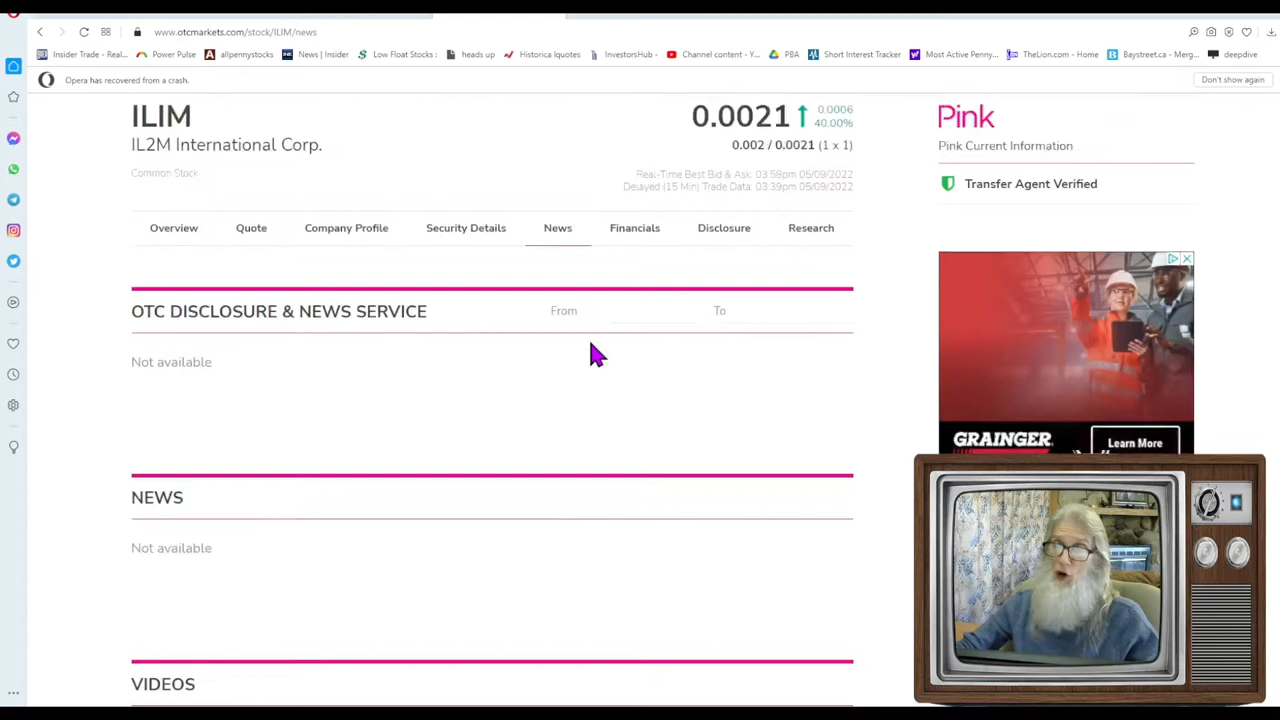 www.otcmarkets.com/stock/ILIM/news
Insider Trade - Real...
Power Pulse
allpennystocks
News | Insider
Low Float Stocks :
heads up
Historica Iquotes
InvestorsHub -
Channel content - Y...
PBA
Short Interest Tracker
Most Active Penny...
TheLion.com - Home
Baystreet.ca - Merg...
deepdive
Opera has recovered from a crash.
Don't show again
ILIM
IL2M International Corp.
Common Stock
0.0021
0.0006
40.00%
0.002 / 0.0021 (1 x 1)
Real-Time Best Bid & Ask: 03:58pm 05/09/2022
Delayed (15 Min) Trade Data: 03:39pm 05/09/2022
Pink
Pink Current Information
Transfer Agent Verified
Overview Quote Company Profile Security Details News Financials Disclosure Research
OTC DISCLOSURE & NEWS SERVICE From To
Not available
NEWS
Not available
VIDEOS
GRAINGER
Learn More